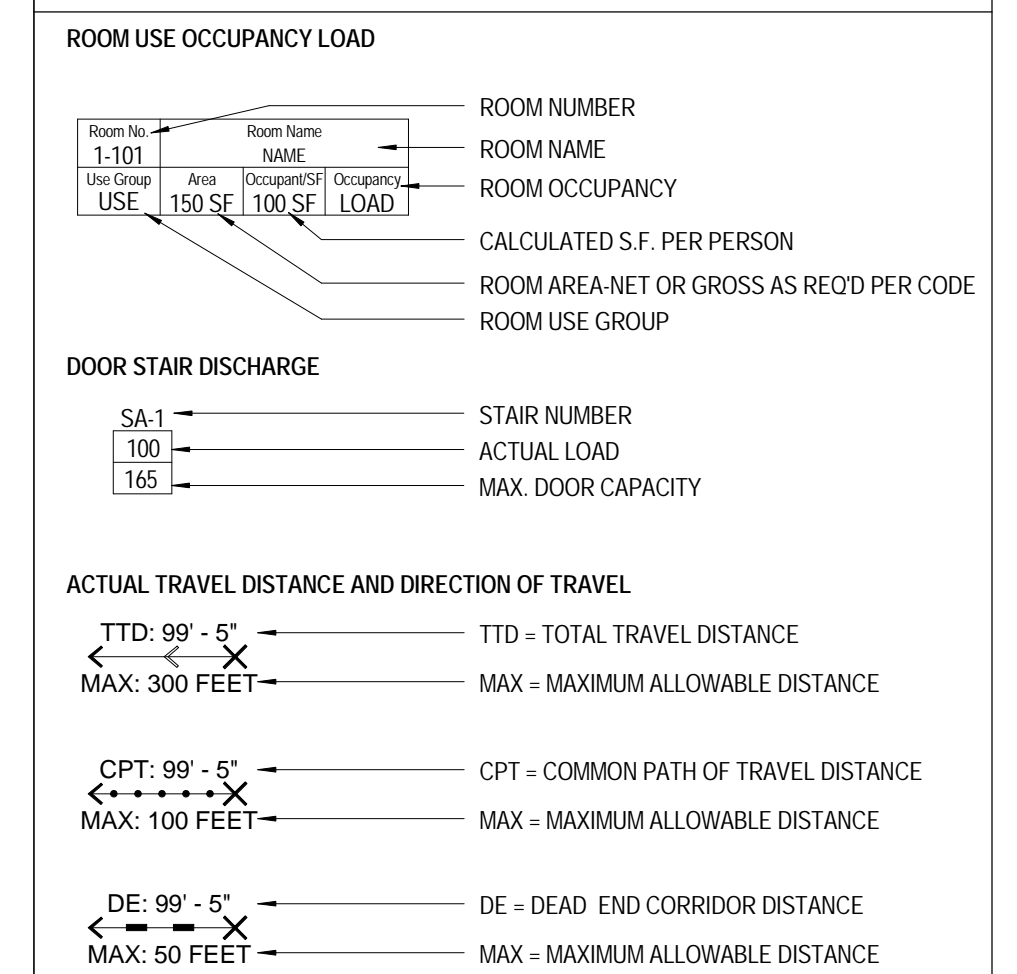 ROOM USE OCCUPANCY LOAD
ROOM NUMBER
Room No.
Room Name
1-101
NAME
ROOM NAME
Use Group
Area
Occupant/SF
Occupancy
ROOM OCCUPANCY
USE
150 SF
100 SF
LOAD
CALCULATED S.F. PER PERSON
ROOM AREA-NET OR GROSS AS REQ'D PER CODE
ROOM USE GROUP
DOOR STAIR DISCHARGE
SA-1
STAIR NUMBER
100
ACTUAL LOAD
165
MAX. DOOR CAPACITY
ACTUAL TRAVEL DISTANCE AND DIRECTION OF TRAVEL
TTD: 99' - 5"
TTD = TOTAL TRAVEL DISTANCE
MAX: 300 FEET
MAX = MAXIMUM ALLOWABLE DISTANCE
CPT: 99' - 5"
CPT = COMMON PATH OF TRAVEL DISTANCE
MAX: 100 FEET
MAX = MAXIMUM ALLOWABLE DISTANCE
DE: 99' - 5"
DE = DEAD END CORRIDOR DISTANCE
MAX: 50 FEET
MAX = MAXIMUM ALLOWABLE DISTANCE